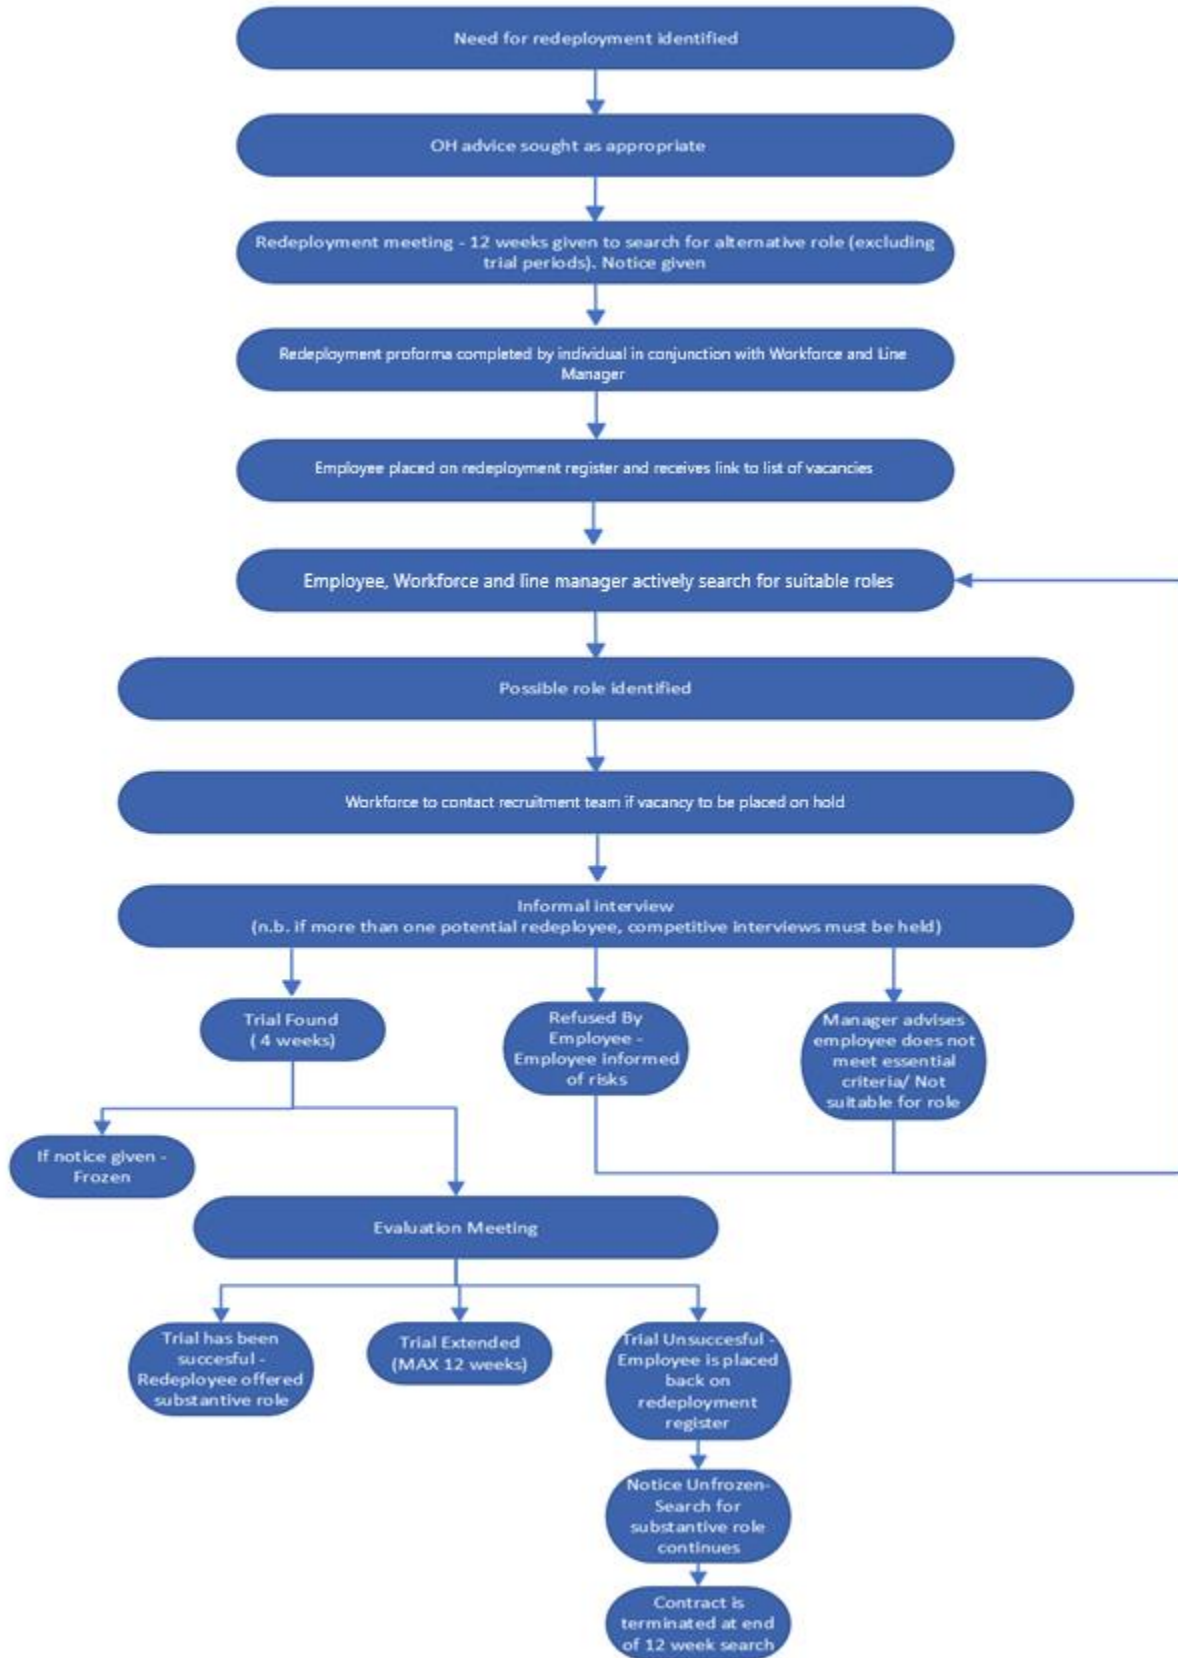 Need for redeployment identified
OH advice sought as appropriate
Redeployment meeting - 12 weeks given to search for alternative role (excluding
trial periods). Notice given
Redeployment proforma completed by individual in conjunction with Workforce and Line
Manager
Employee placed on redeployment register and receives link to list of vacancies
Employee, Workforce and line manager actively search for suitable roles
Possible role identified
Workforce to contact recruitment team if vacancy to be placed on hold
Informal interview
(n.b. if more than one potential redeployee, competitive interviews must be held)
Trial Found
( 4 weeks)
Refused By
Employee -
Employee informed
of risks
Manager advises
employee does not
meet essential
criteria/ Not
suitable for role
If notice given -
Frozen
Evaluation Meeting
Trial has been
succesful -
Redeployee offered
substantive role
Trial Extended
(MAX 12 weeks)
Trial Unsuccesful -
Employee is placed
back on
redeployment
register
Notice Unfrozen-
Search for
substantive role
continues
Contract is
terminated at end
of 12 week search